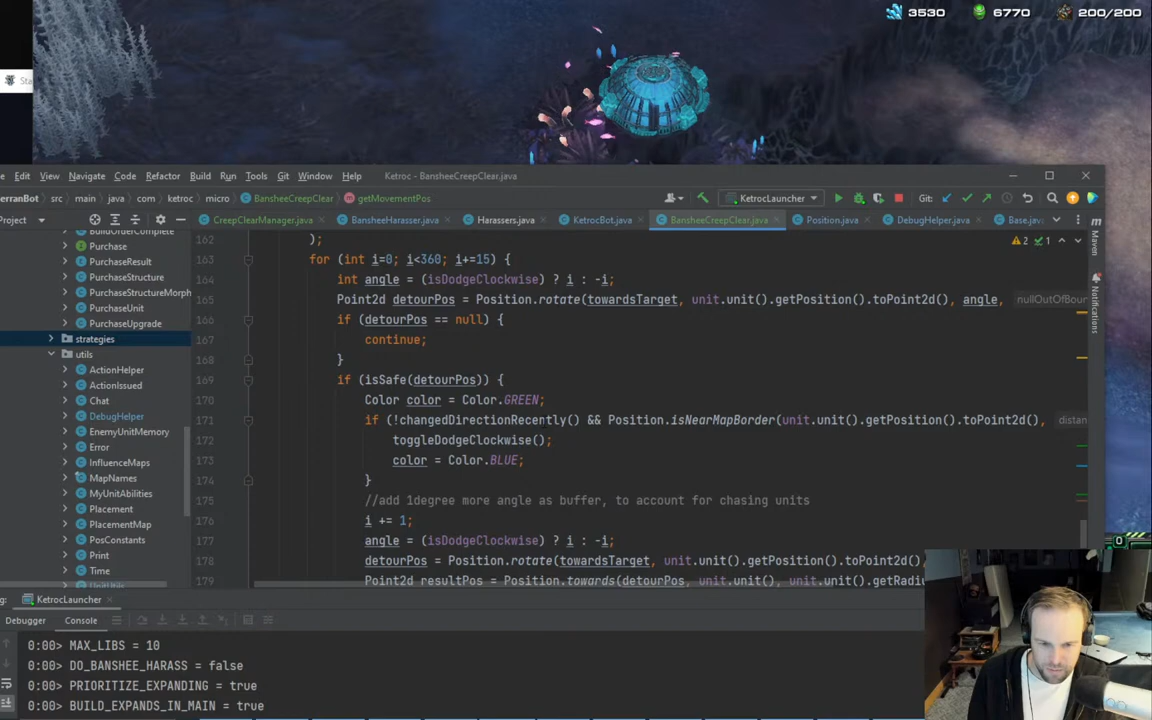 3530 6770 200/200
Edit View Navigate Code Refactor Build Run Tools Git Window Help Ketroc - BansheeCreepClear.java
src main java com ketroc micro BansheeCreepClear getMovementPos KetrocLauncher Git:
Project CreepClearManager.java BansheeHarasser.java Harassers.java KetrocBot.java BansheeCreepClear.java Position.java DebugHelper.java
BuildOrderComplete
Purchase
PurchaseResult
PurchaseStructure
PurchaseStructureMorph
PurchaseUnit
PurchaseUpgrade
strategies
utils
ActionHelper
ActionIssued
Chat
DebugHelper
EnemyUnitMemory
Error
InfluenceMaps
MapNames
MyUnitAbilities
Placement
PlacementMap
PosConstants
Print
Time
UnitUtils
162 );
163 for (int i=0; i<360; i+=15) {
164 int angle = (isDodgeClockwise) ? i : -i;
165 Point2d detourPos = Position.rotate(towardsTarget, unit.unit().getPosition().toPoint2d(), angle, nullOutOfBoun
166 if (detourPos == null) {
167 continue;
168 }
169 if (isSafe(detourPos)) {
170 Color color = Color.GREEN;
171 if (!changedDirectionRecently() && Position.isNearMapBorder(unit.unit().getPosition().toPoint2d(), distan
172 toggleDodgeClockwise();
173 color = Color.BLUE;
174 }
175 //add 1degree more angle as buffer, to account for chasing units
176 i += 1;
177 angle = (isDodgeClockwise) ? i : -i;
178 detourPos = Position.rotate(towardsTarget, unit.unit().getPosition().toPoint2d()
179 Point2d resultPos = Position.towards(detourPos, unit.unit(), unit.unit().getRadiu
2 1
Maven
Notifications
KetrocLauncher
Debugger Console
0:00> MAX_LIBS = 10
0:00> DO_BANSHEE_HARASS = false
0:00> PRIORITIZE_EXPANDING = true
0:00> BUILD_EXPANDS_IN_MAIN = true
0